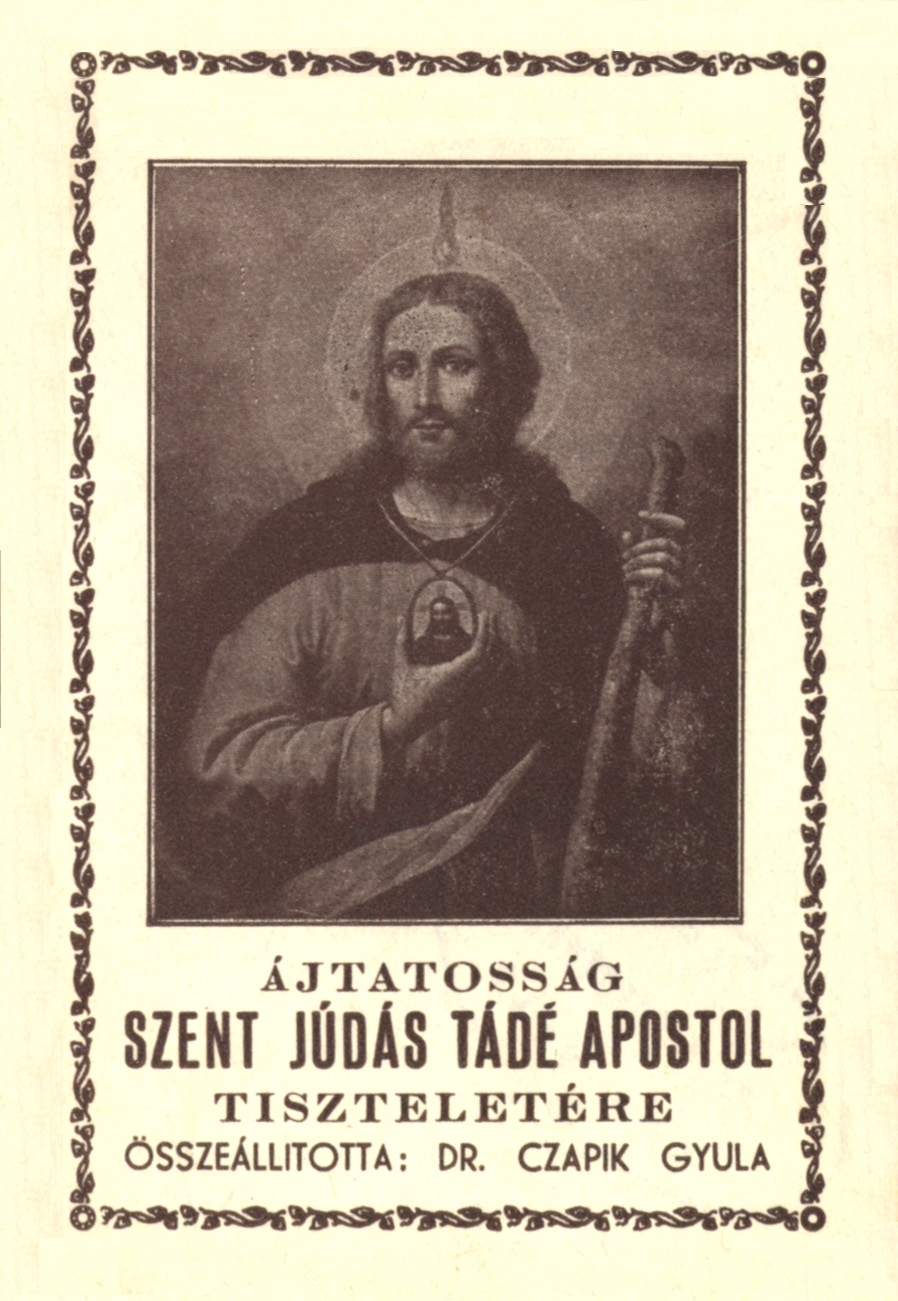 ÁJTATOSSÁG
SZENT JÚDÁS TÁDÉ APOSTOL
TISZTELETÉRE
ÖSSZEÁLLITOTTA: DR. CZAPIK GYULA